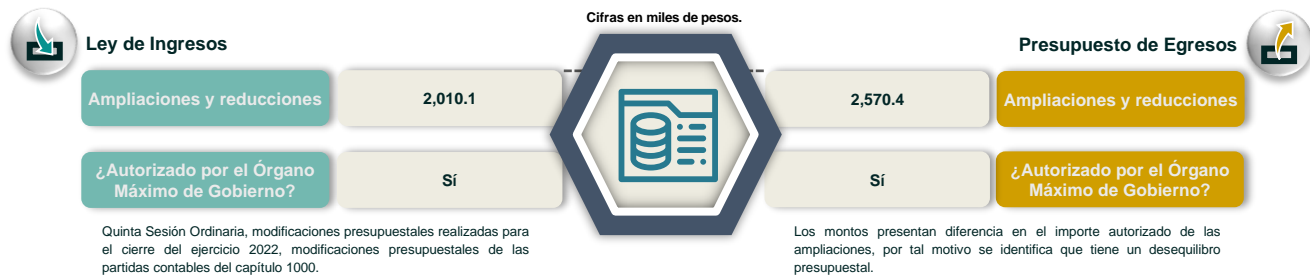 Cifras en miles de pesos.
Ley de Ingresos
Presupuesto de Egresos
Ampliaciones y reducciones
2,010.1
2,570.4
Ampliaciones y reducciones
¿Autorizado por el Órgano
Máximo de Gobierno?
Sí
Sí
¿Autorizado por el Órgano
Máximo de Gobierno?
Quinta Sesión Ordinaria, modificaciones presupuestales realizadas para
el cierre del ejercicio 2022, modificaciones presupuestales de las
partidas contables del capítulo 1000.
Los montos presentan diferencia en el importe autorizado de las
ampliaciones, por tal motivo se identifica que tiene un desequilibro
presupuestal.